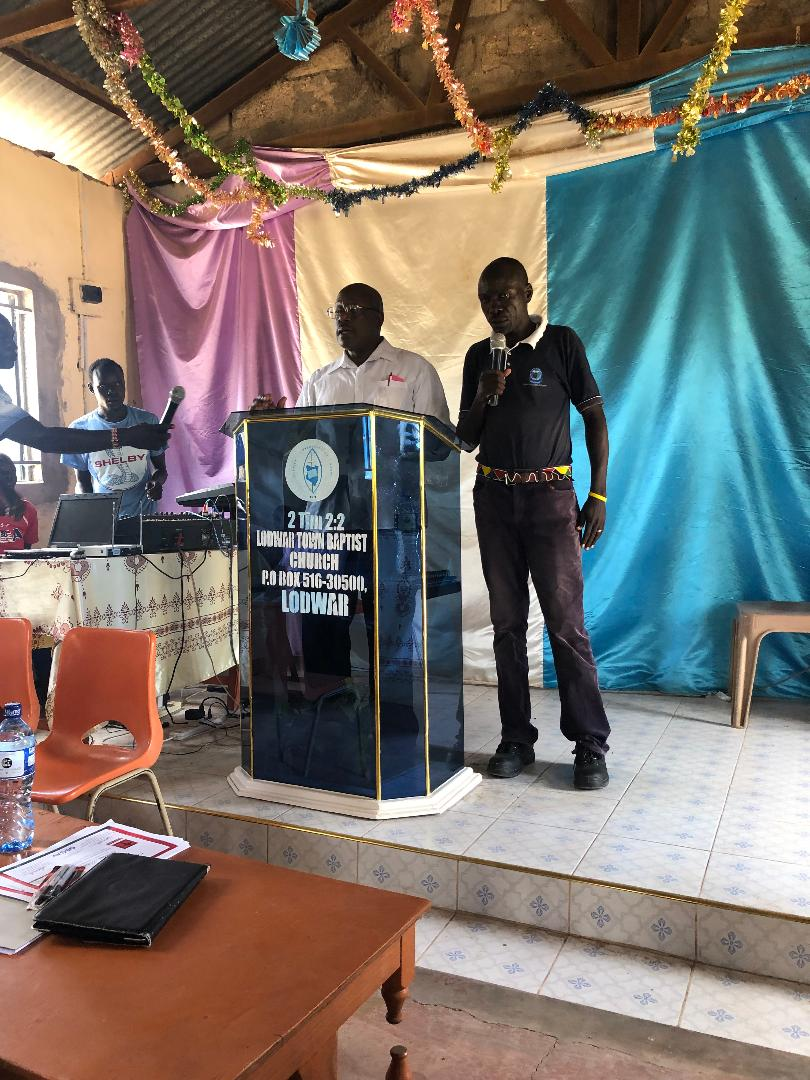 SHELBY
2 Tim 2:2
LODWAR TOWN BAPTIST
CHURCH
P.O BOX 516-30500,
LODWAR